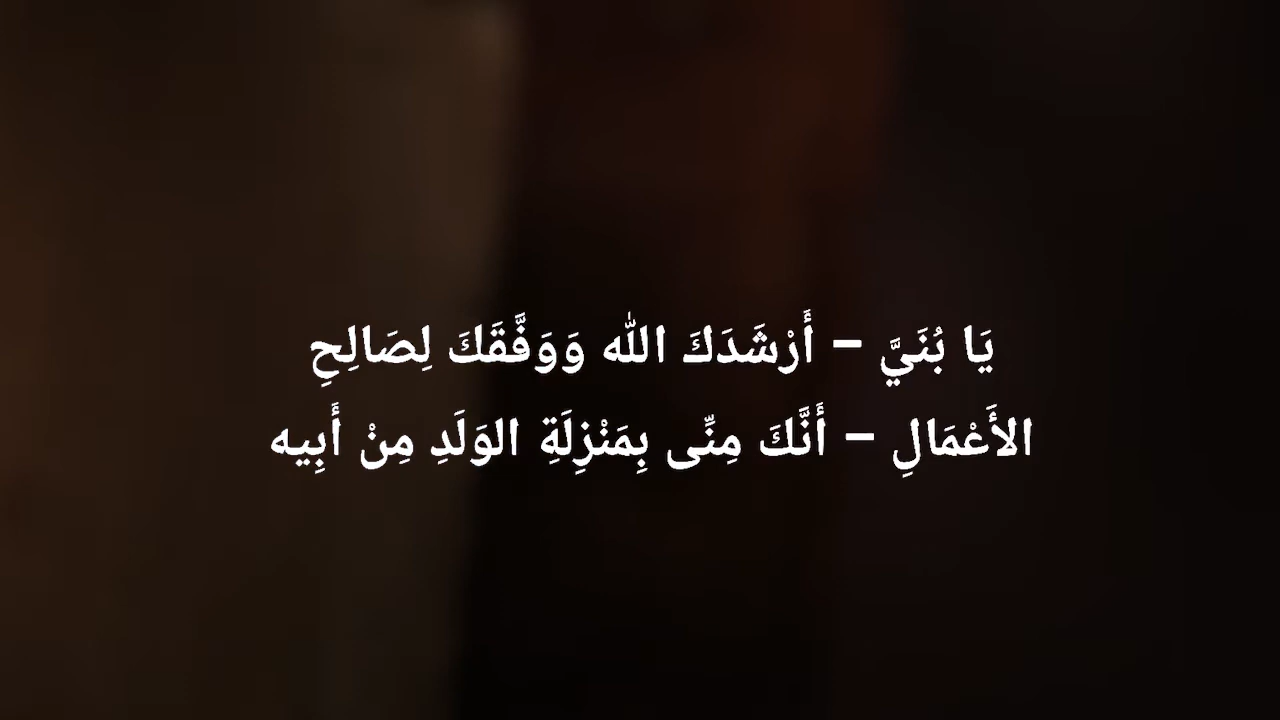 يَا بُنَيَّ – أَرْشَدَكَ الله وَوَفَّقَكَ لِصَالِحِ
الأَعْمَالِ – أَنَّكَ مِنِّى بِمَنْزِلَةِ الوَلَدِ مِنْ أَبِيه